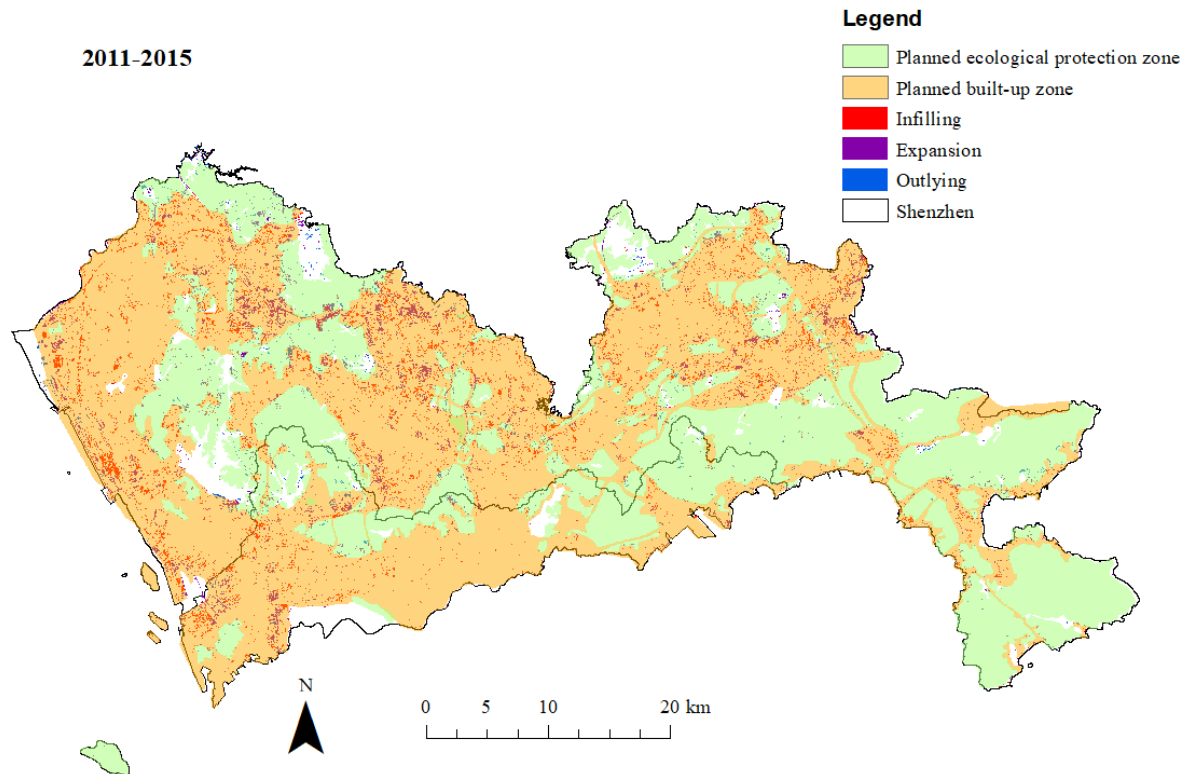 Legend
2011-2015
Planned ecological protection zone
Planned built-up zone
Infilling
Expansion
Outlying
Shenzhen
N
0 5 10 20 km